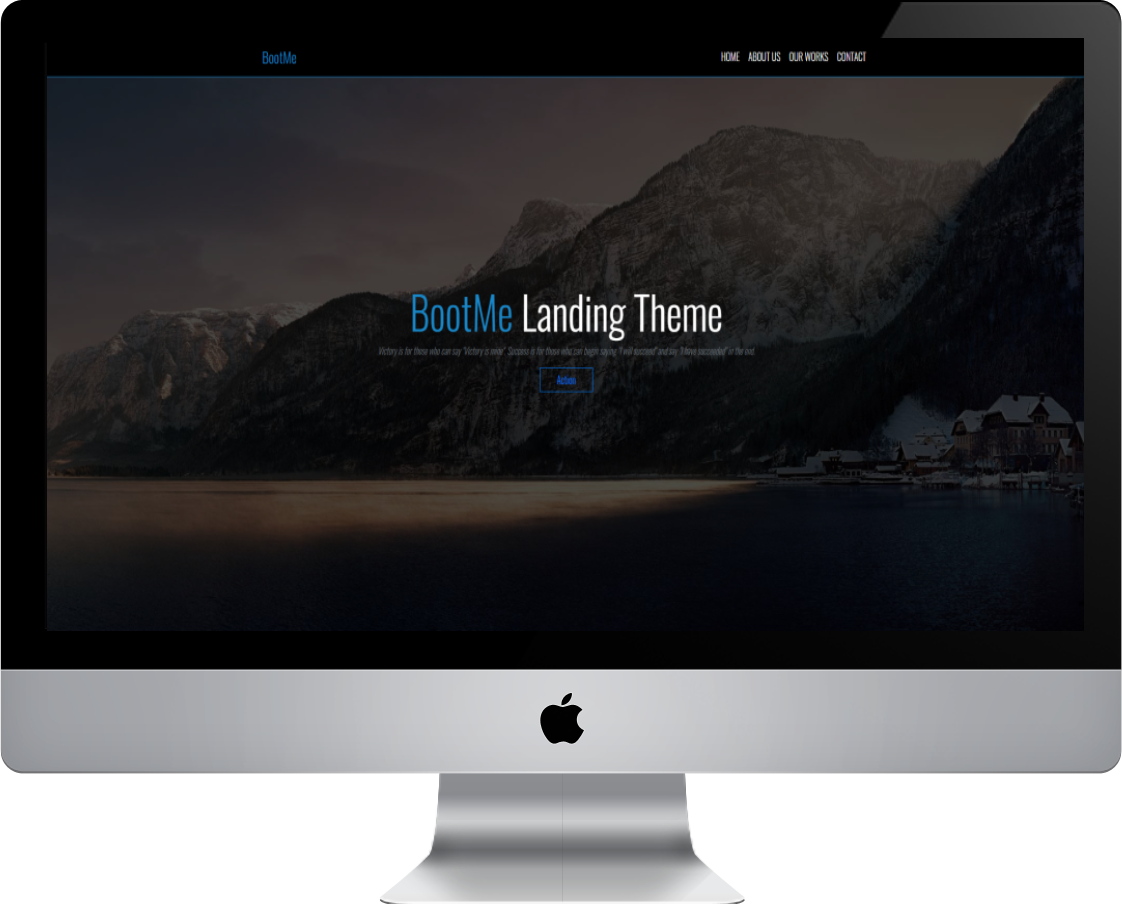 BootMe
HOME ABOUT US OUR WORKS CONTACT
BootMe Landing Theme
Victory is for those who can say "Victory is mine". Success is for those who can begin saying "I will succeed" and say "I have succeeded" in the end.
Action